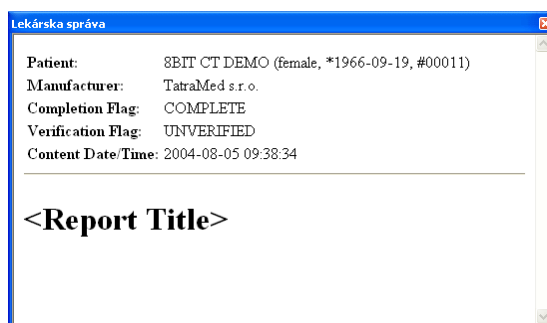 Lekárska správa
Patient: 8BIT CT DEMO (female, *1966-09-19, #00011)
Manufacturer: TatraMed s.r.o.
Completion Flag: COMPLETE
Verification Flag: UNVERIFIED
Content Date/Time: 2004-08-05 09:38:34
<Report Title>